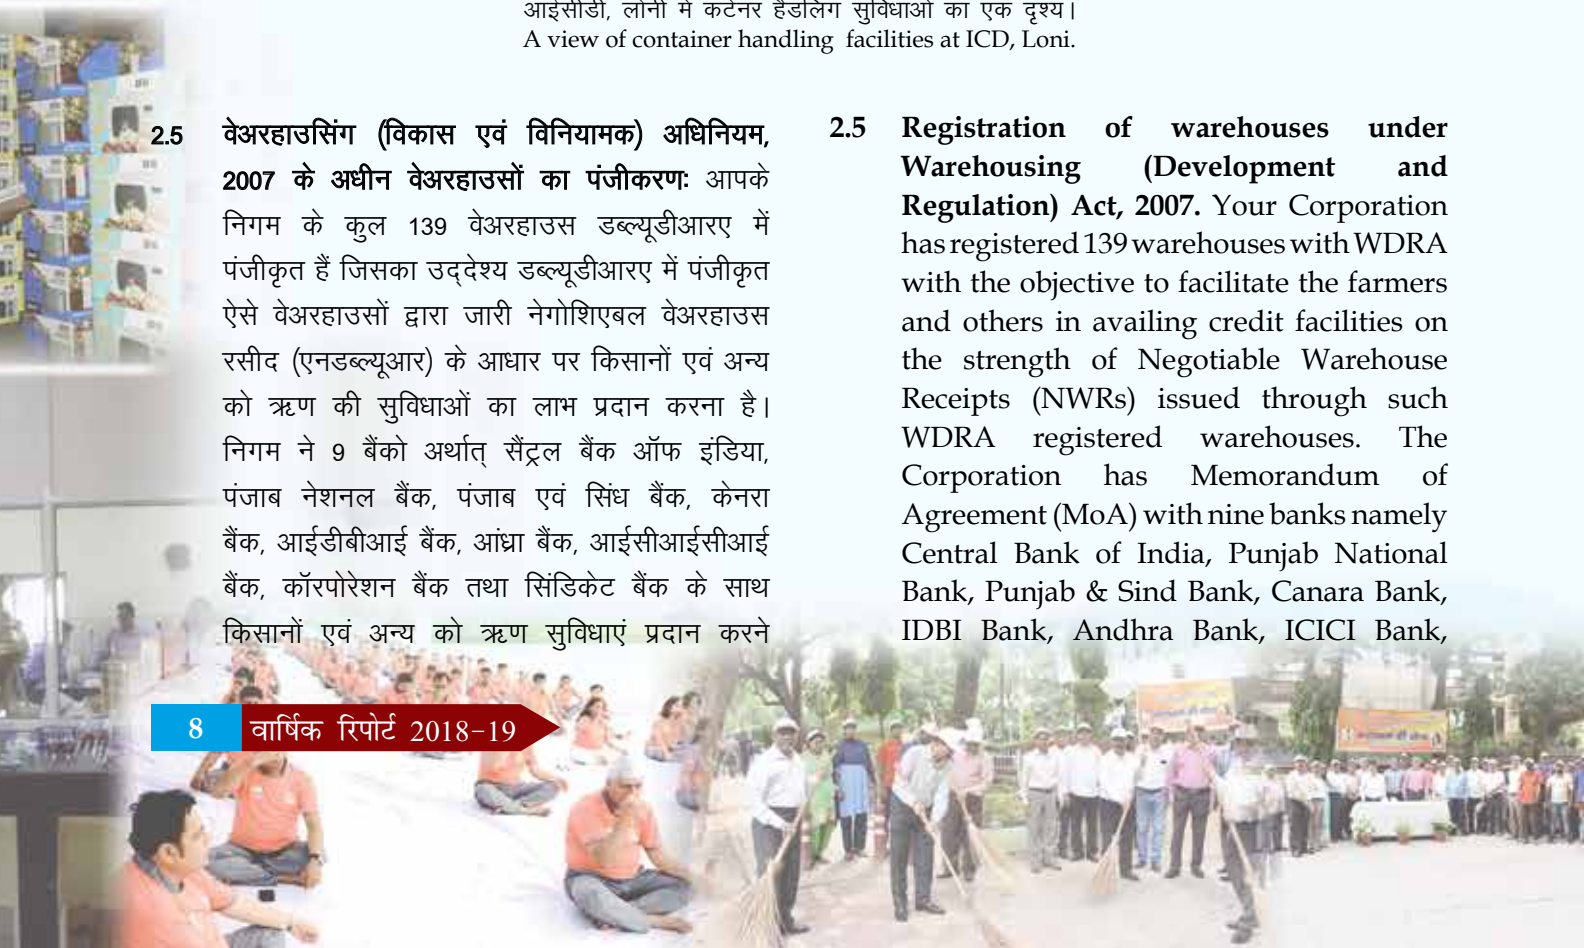 आईसीडी, लोनी में कंटेनर हैंडलिंग सुविधाओं का एक दृश्य।
A view of container handling facilities at ICD, Loni.
2.5 वेअरहाउसिंग (विकास एवं विनियामक) अधिनियम,
2007 के अधीन वेअरहाउसों का पंजीकरणः आपके
निगम के कुल 139 वेअरहाउस डब्ल्यूडीआरए में
पंजीकृत हैं जिसका उद्देश्य डब्ल्यूडीआरए में पंजीकृत
ऐसे वेअरहाउसों द्वारा जारी नेगोशिएबल वेअरहाउस
रसीद (एनडब्ल्यूआर) के आधार पर किसानों एवं अन्य
को ऋण की सुविधाओं का लाभ प्रदान करना है।
निगम ने 9 बैंको अर्थात् सैंट्रल बैंक ऑफ इंडिया,
पंजाब नेशनल बैंक, पंजाब एवं सिंध बैंक, केनरा
बैंक, आईडीबीआई बैंक, आंध्रा बैंक, आईसीआईसीआई
बैंक, कॉरपोरेशन बैंक तथा सिंडिकेट बैंक के साथ
किसानों एवं अन्य को ऋण सुविधाएं प्रदान करने
2.5 Registration of warehouses under
Warehousing (Development and
Regulation) Act, 2007. Your Corporation
has registered 139 warehouses with WDRA
with the objective to facilitate the farmers
and others in availing credit facilities on
the strength of Negotiable Warehouse
Receipts (NWRs) issued through such
WDRA registered warehouses. The
Corporation has Memorandum of
Agreement (MoA) with nine banks namely
Central Bank of India, Punjab National
Bank, Punjab & Sind Bank, Canara Bank,
IDBI Bank, Andhra Bank, ICICI Bank,
8 वार्षिक रिपोर्ट 2018-19